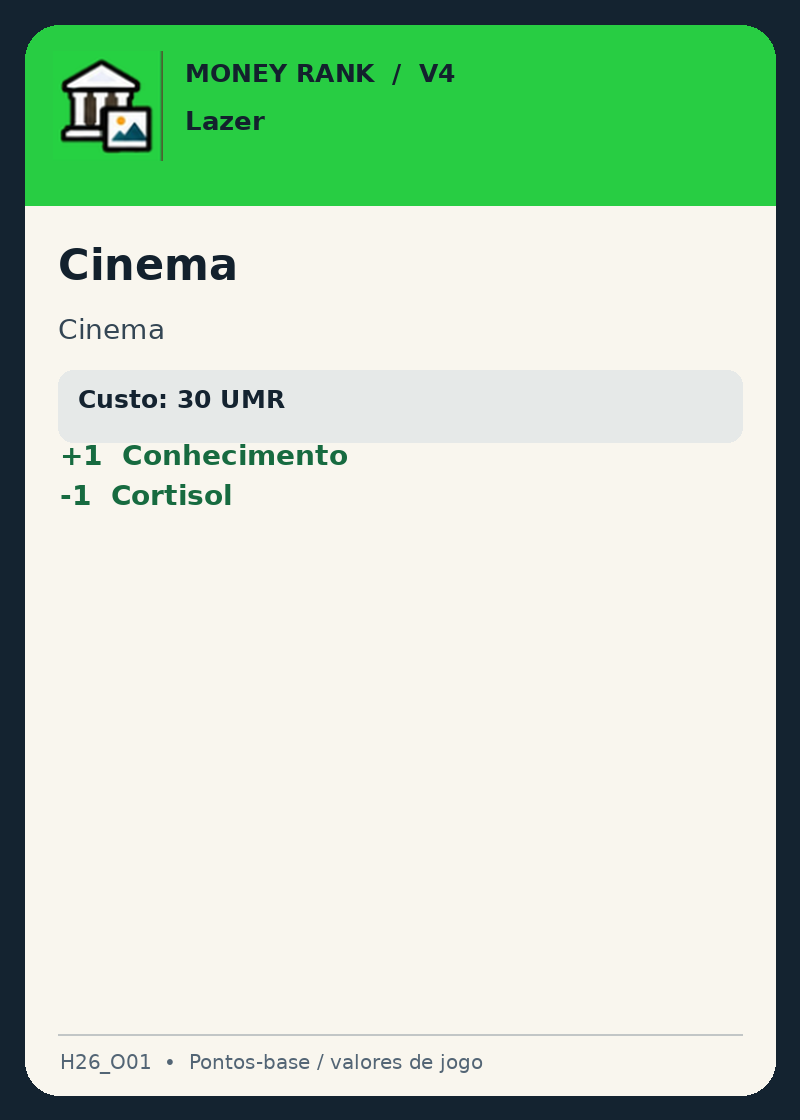 MONEY RANK / V4
Lazer
Cinema
Cinema
Custo: 30 UMR
+1 Conhecimento
-1 Cortisol
H26_O01 • Pontos-base / valores de jogo